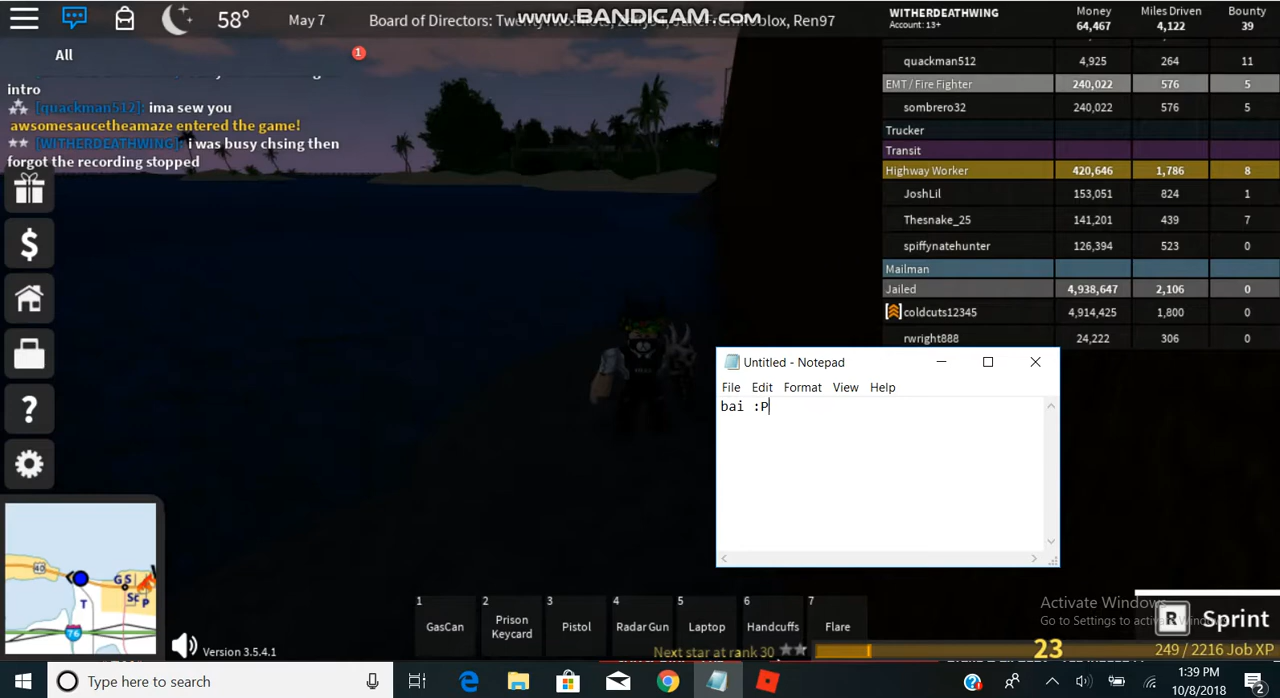 58°
May 7
www.BANDICAM.com
WITHERDEATHWING
Account: 13+
Money
64,467
Miles Driven
4,122
Bounty
39
All
1
intro
[quackman512]: ima sew you
awsomesaucetheamaze entered the game!
[WITHERDEATHWING]: i was busy chsing then
forgot the recording stopped
quackman512 4,925 264 11
EMT / Fire Fighter 240,022 576 5
sombrero32 240,022 576 5
Trucker
Transit
Highway Worker 420,646 1,786 8
JoshLil 153,051 824 1
Thesnake_25 141,201 439 7
spiffynatehunter 126,394 523 0
Mailman
Jailed 4,938,647 2,106 0
coldcuts12345 4,914,425 1,800 0
rwright888 24,222 306 0
Untitled - Notepad
File Edit Format View Help
bai :P
40
G S
T
Sc
P
76
Version 3.5.4.1
1 GasCan
2 Prison Keycard
3 Pistol
4 Radar Gun
5 Laptop
6 Handcuffs
7 Flare
Next star at rank 30
23
249 / 2216 Job XP
R Sprint
Activate Windows
Go to Settings to
Type here to search
1:39 PM
10/8/2018
2